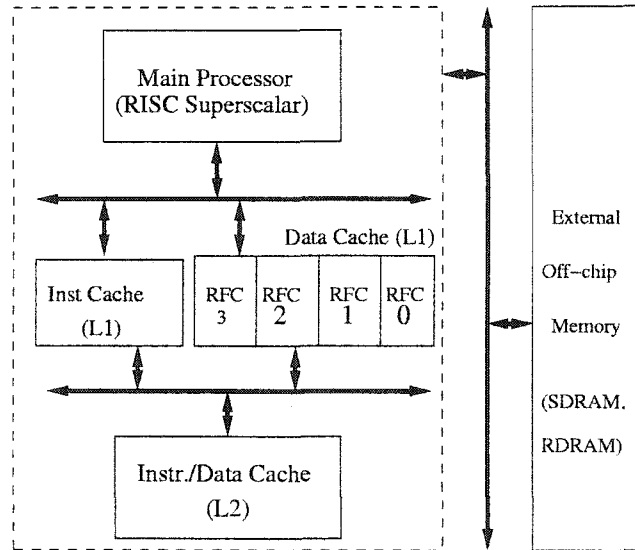 Main Processor
(RISC Superscalar)
Data Cache (L1)
Inst Cache
(L1)
RFC
3
RFC
2
RFC
1
RFC
0
Instr./Data Cache
(L2)
External
Off-chip
Memory
(SDRAM.
RDRAM)